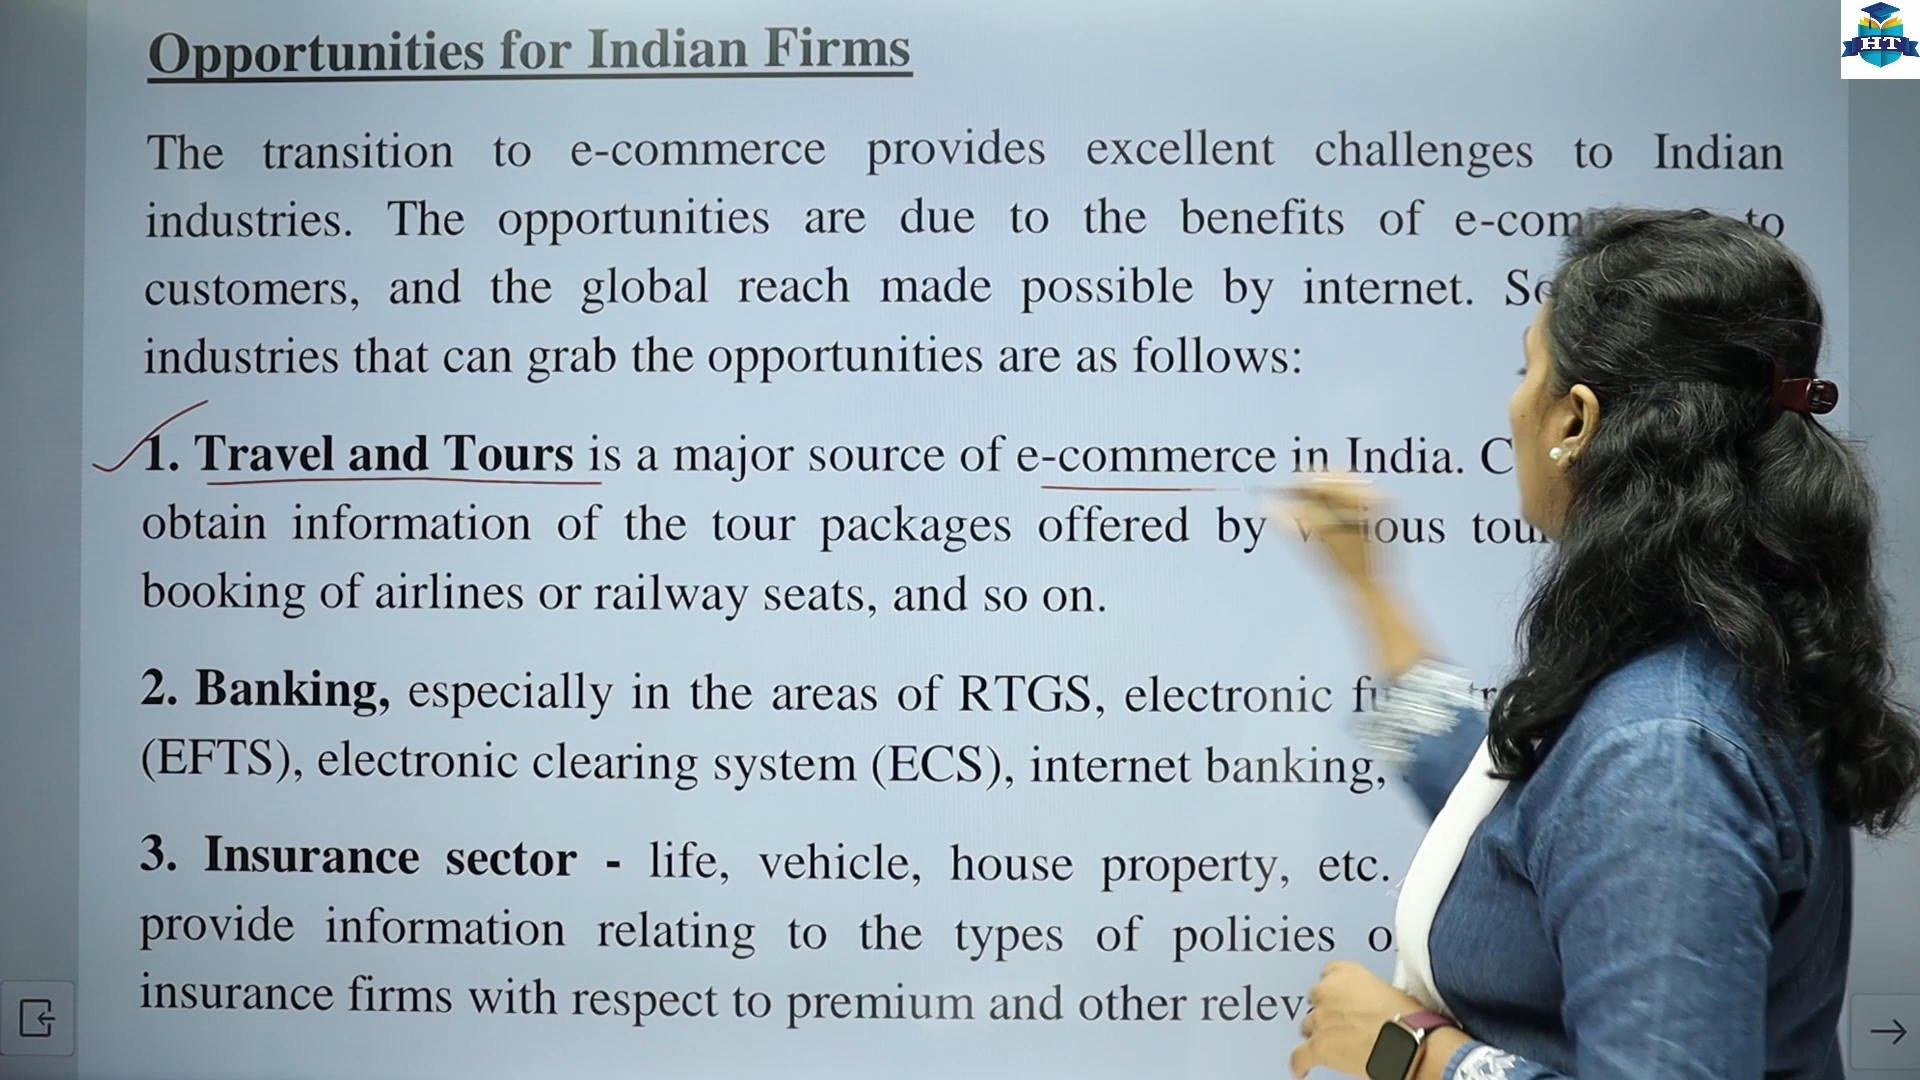 HT
Opportunities for Indian Firms
The transition to e-commerce provides excellent challenges to Indian
industries. The opportunities are due to the benefits of to
customers, and the global reach made possible by internet.
industries that can grab the opportunities are as follows:
1. Travel and Tours is a major source of e-commerce in India.
obtain information of the tour packages offered by
booking of airlines or railway seats, and so on.
2. Banking, especially in the areas of RTGS, electronic
(EFTS), electronic clearing system (ECS), internet banking,
3. Insurance sector - life, vehicle, house property, etc.
provide information relating to the types of policies
insurance firms with respect to premium and other